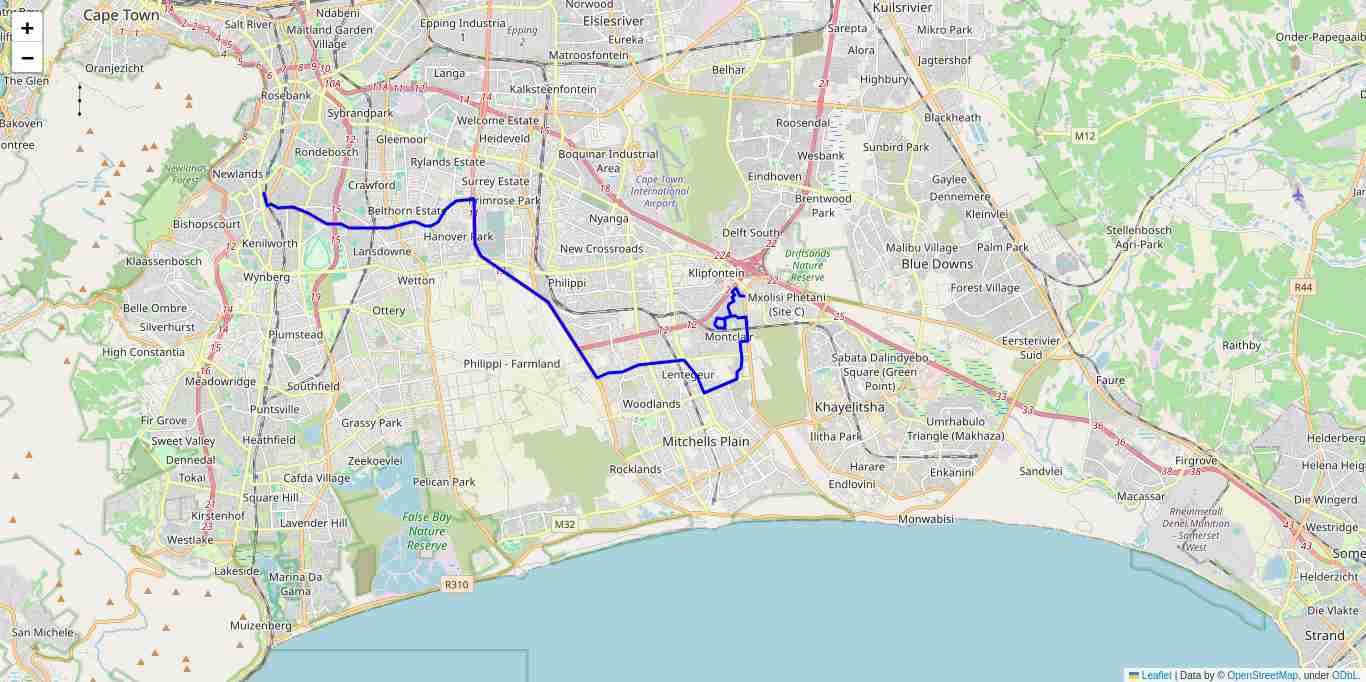 Cape Town
Salt River
Ndabeni
Maitland Garden
Village
Epping Industria
1
Epping
2
Norwood
Elsiesriver
Eureka
Matroosfontein
Kuilsrivier
Sarepta
Mikro Park
Alora
Jagtershof
Highbury
Onder-Papegaaib
+
−
Oranjezicht
The Glen
Bakoven
ontree
Langa
Kalksteenfontein
Belhar
Rosebank
Sybrandpark
Welcome Estate
Heideveld
Gleemoor
Roosendal
Blackheath
M12
Newlands
Forest
Newlands
Rondebosch
Rylands Estate
Boquinar Industrial
Area
Wesbank
Sunbird Park
Crawford
Surrey Estate
Primrose Park
Cape Town
International
Airport
Eindhoven
Brentwood
Park
Gaylee
Dennemere
Kleinvlei
Jan
Bishopscourt
Belthorn Estate
Nyanga
Delft South
Stellenbosch
Agri-Park
Kenilworth
Hanover Park
Lansdowne
New Crossroads
Malibu Village
Blue Downs
Palm Park
Klaassenbosch
Wynberg
Wetton
Philippi
Klipfontein
Driftsands
Nature
Reserve
Forest Village
R44
Belle Ombre
Ottery
Mxolisi Phetani
(Site C)
Silverhurst
Plumstead
High Constantia
Eersterivier
Suid
Raithby
Philippi - Farmland
Lentegeur
Sabata Dalindyebo
Square (Green
Point)
Meadowridge
Southfield
Faure
Puntsville
Woodlands
Khayelitsha
Fir Grove
Grassy Park
Umrhabulo
Triangle (Makhaza)
Sweet Valley
Heathfield
Mitchells Plain
Ilitha Park
Helderberg
Dennedal
Zeekoevlei
Rocklands
Harare
Enkanini
Sandvlei
Firgrove
Helena Heig
Tokai
Cafda Village
Pelican Park
Endlovini
Square Hill
Macassar
Die Wingerd
Kirstenhof
Lavender Hill
False Bay
Nature
Reserve
M32
Monwabisi
Rheinmetall
Denel Munition
- Somerset
West
Westridge
Westlake
Some
Lakeside
Marina Da
Gama
R310
Helderzicht
Die Vlakte
Muizenberg
San Michele
Strand
Leaflet | Data by © OpenStreetMap, under ODbL.